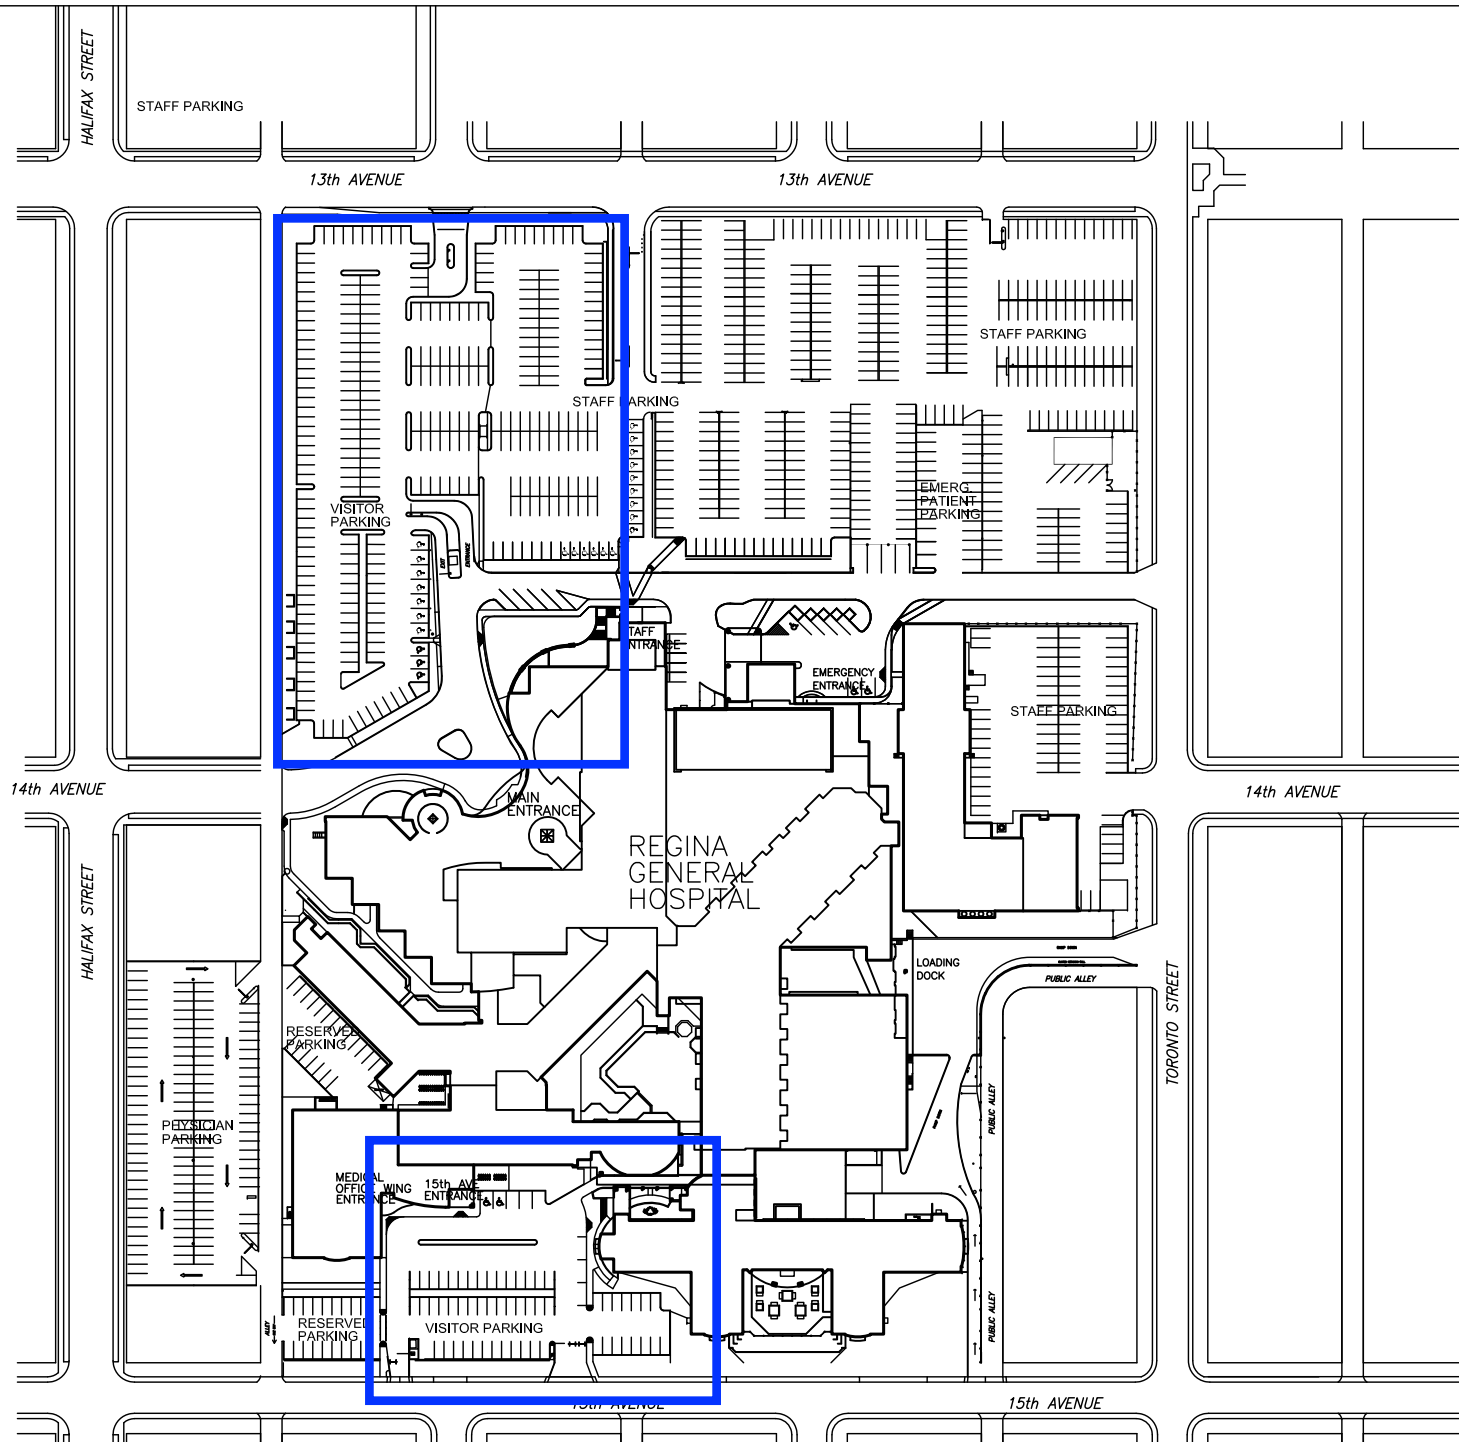 HALIFAX STREET
STAFF PARKING
13th AVENUE
13th AVENUE
STAFF PARKING
STAFF PARKING
VISITOR
PARKING
EMERG
PATIENT
PARKING
EXIT
ENTRANCE
STAFF
ENTRANCE
EMERGENCY
ENTRANCE
STAFF PARKING
14th AVENUE
14th AVENUE
MAIN
ENTRANCE
REGINA
GENERAL
HOSPITAL
HALIFAX STREET
LOADING
DOCK
PUBLIC ALLEY
TORONTO STREET
RESERVED
PARKING
PHYSICIAN
PARKING
PUBLIC ALLEY
MEDICAL
OFFICE WING
ENTRANCE
15th AVE
ENTRANCE
PUBLIC ALLEY
ALLEY
RESERVED
PARKING
VISITOR PARKING
15th AVENUE
15th AVENUE